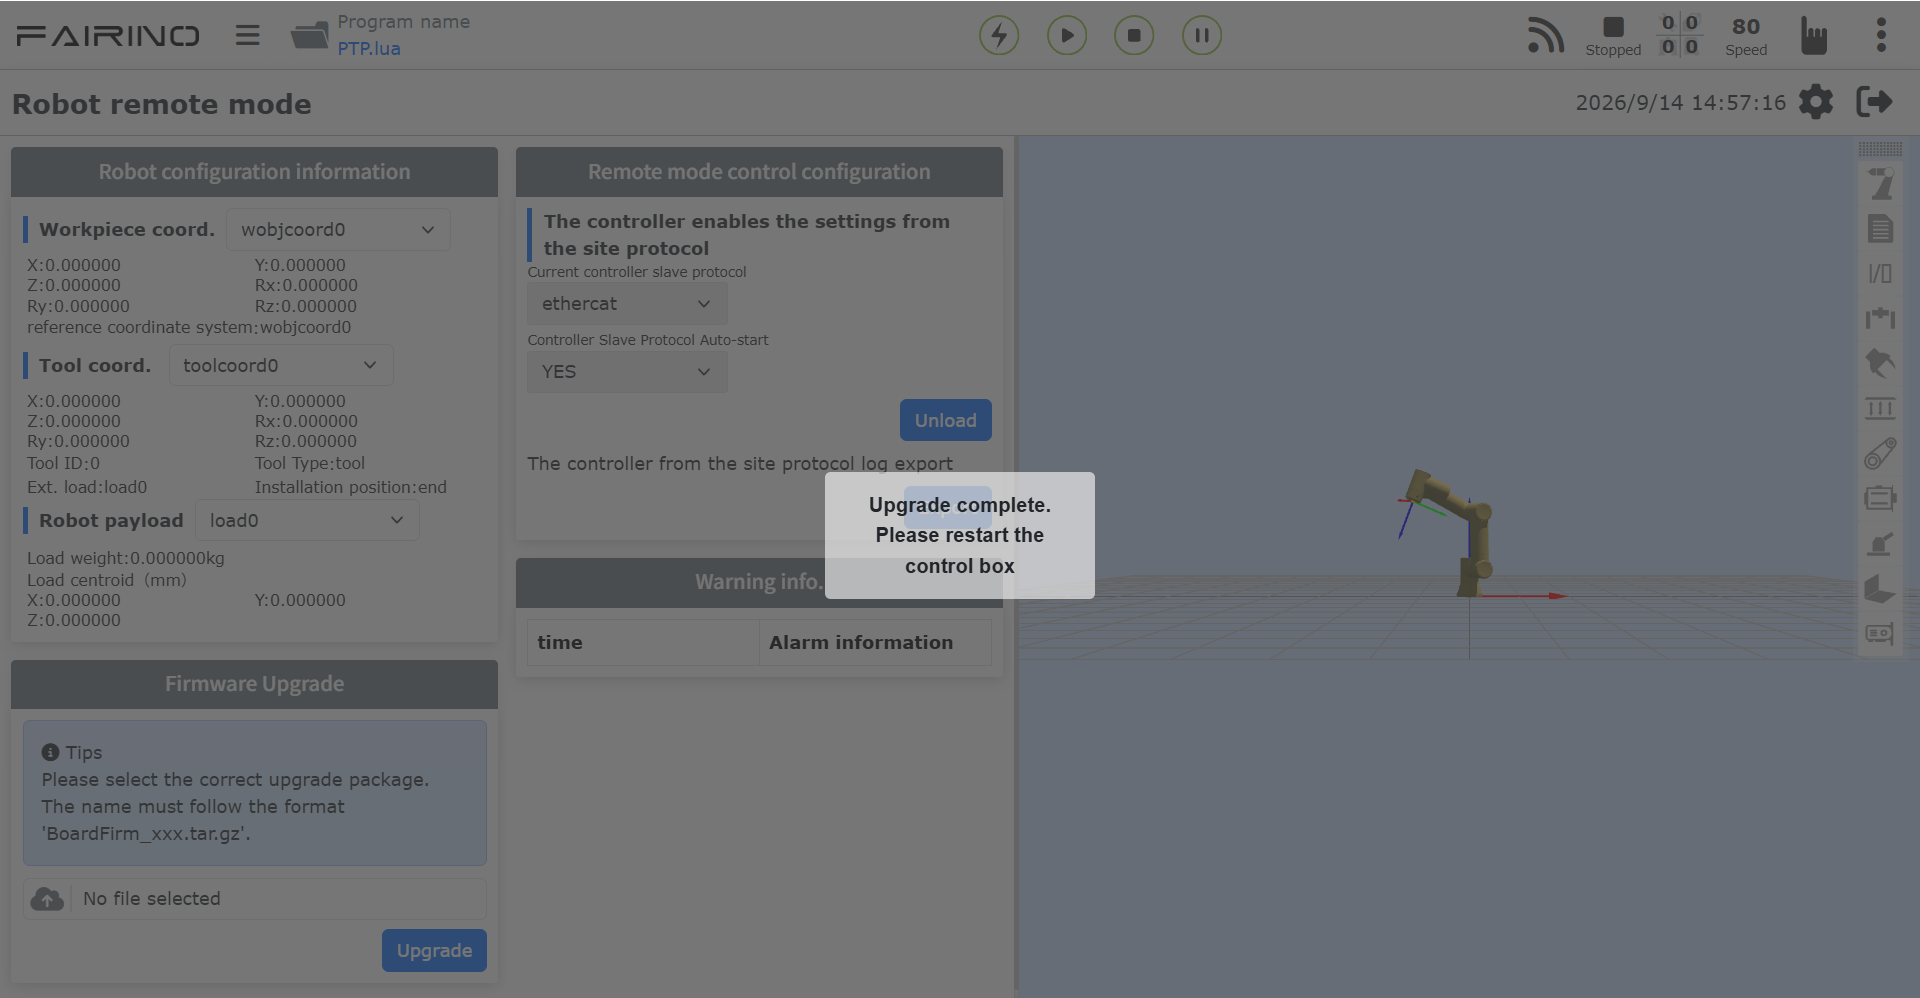 FAIRINO
Program name
PTP.lua
Stopped
0 0
0 0
80
Speed
Robot remote mode
2026/9/14 14:57:16
Robot configuration information
Workpiece coord.
wobjcoord0
X:0.000000
Y:0.000000
Z:0.000000
Rx:0.000000
Ry:0.000000
Rz:0.000000
reference coordinate system:wobjcoord0
Tool coord.
toolcoord0
X:0.000000
Y:0.000000
Z:0.000000
Rx:0.000000
Ry:0.000000
Rz:0.000000
Tool ID:0
Tool Type:tool
Ext. load:load0
Installation position:end
Robot payload
load0
Load weight:0.000000kg
Load centroid（mm）
X:0.000000
Y:0.000000
Z:0.000000
Firmware Upgrade
Tips
Please select the correct upgrade package.
The name must follow the format
'BoardFirm_xxx.tar.gz'.
No file selected
Upgrade
Remote mode control configuration
The controller enables the settings from
the site protocol
Current controller slave protocol
ethercat
Controller Slave Protocol Auto-start
YES
Unload
The controller from the site protocol log export
Upgrade complete.
Please restart the
control box
Warning info.
time
Alarm information